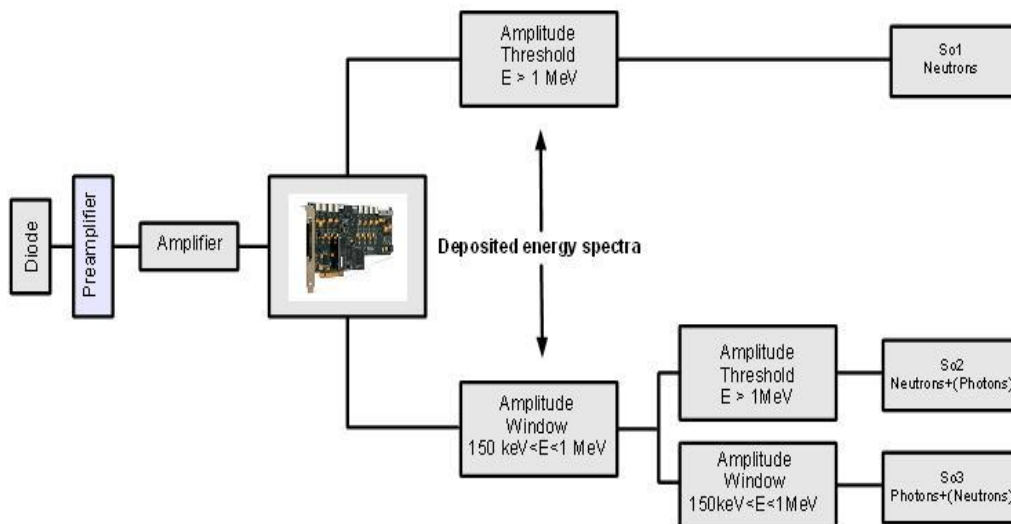 Diode
Preamplifier
Amplifier
Amplitude
Threshold
E > 1 MeV
So1
Neutrons
Deposited energy spectra
Amplitude
Window
150 keV<E<1 MeV
Amplitude
Threshold
E > 1MeV
So2
Neutrons+(Photons)
Amplitude
Window
150keV<E<1MeV
So3
Photons+(Neutrons)